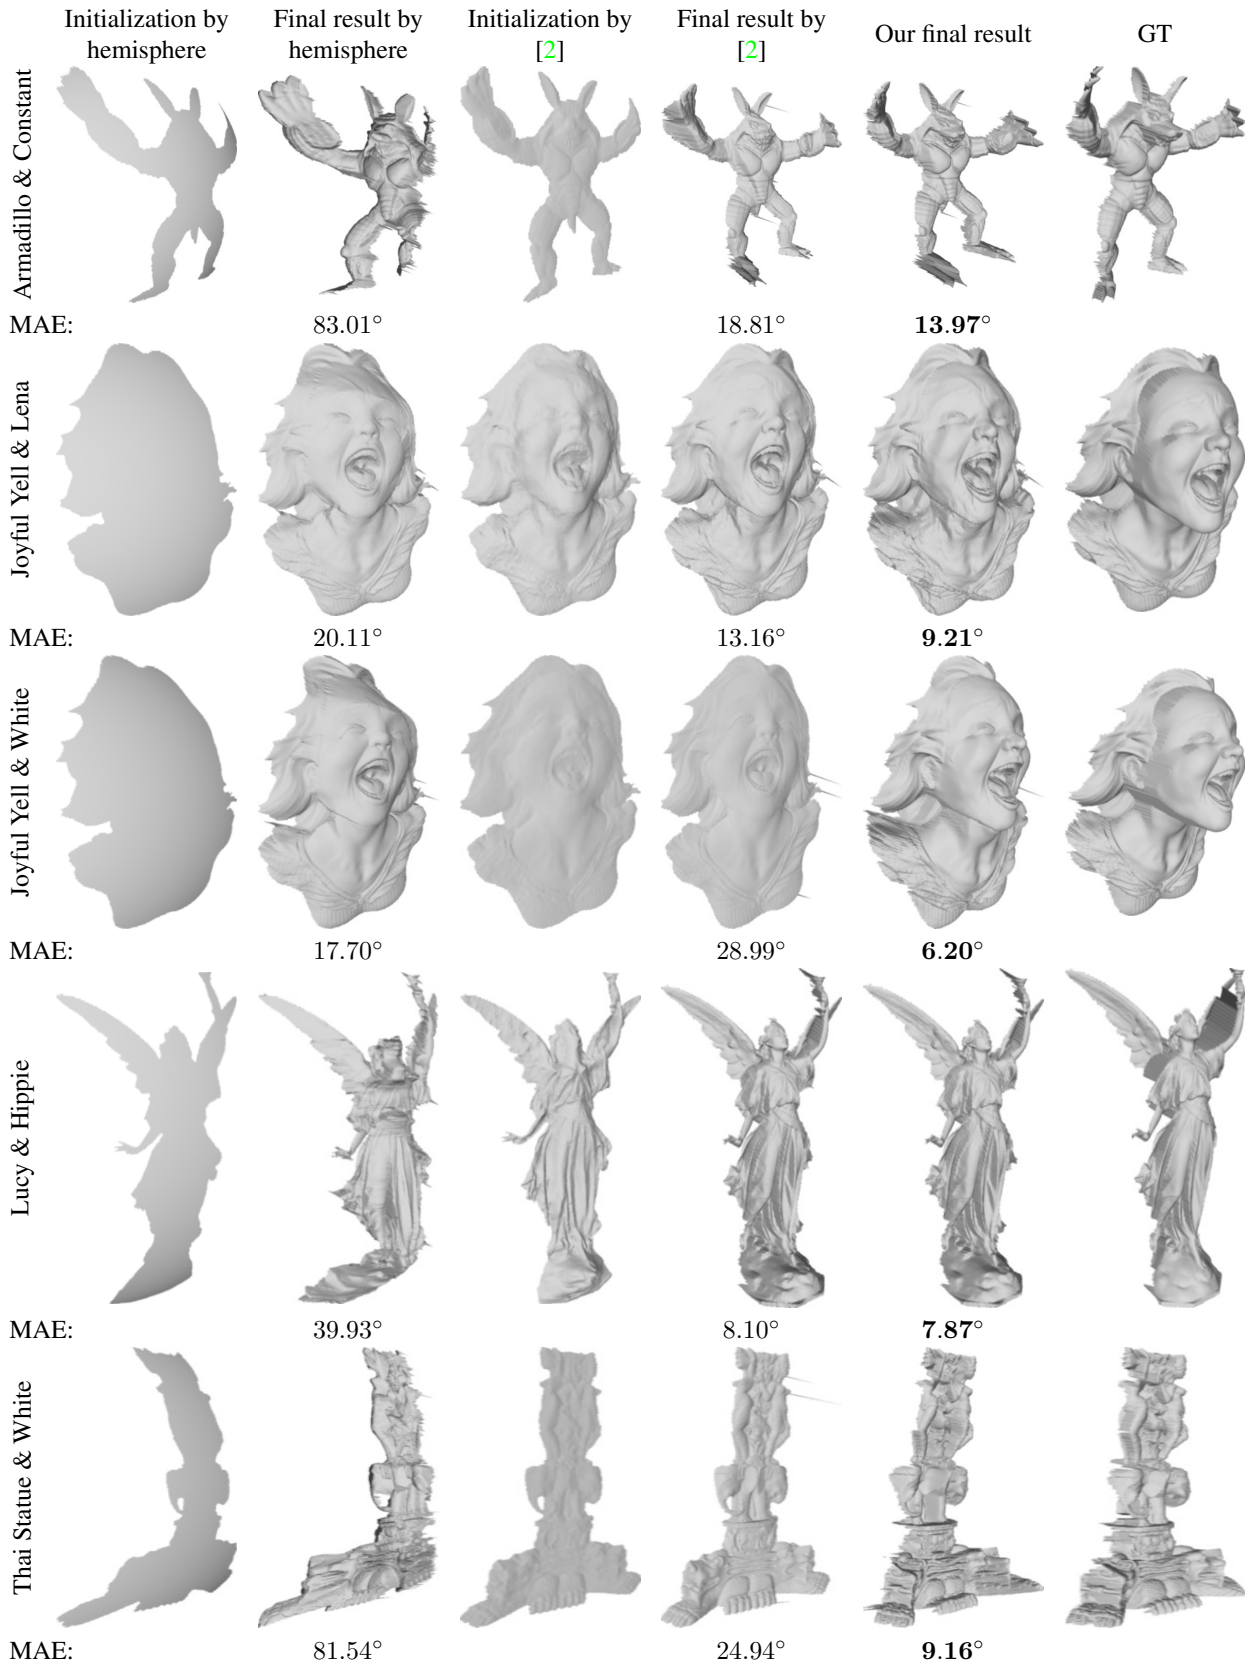 Initialization by hemisphere
Final result by hemisphere
Initialization by [2]
Final result by [2]
Our final result
GT
Armadillo & Constant
MAE: 83.01° 18.81° 13.97°
Joyful Yell & Lena
MAE: 20.11° 13.16° 9.21°
Joyful Yell & White
MAE: 17.70° 28.99° 6.20°
Lucy & Hippie
MAE: 39.93° 8.10° 7.87°
Thai Statue & White
MAE: 81.54° 24.94° 9.16°